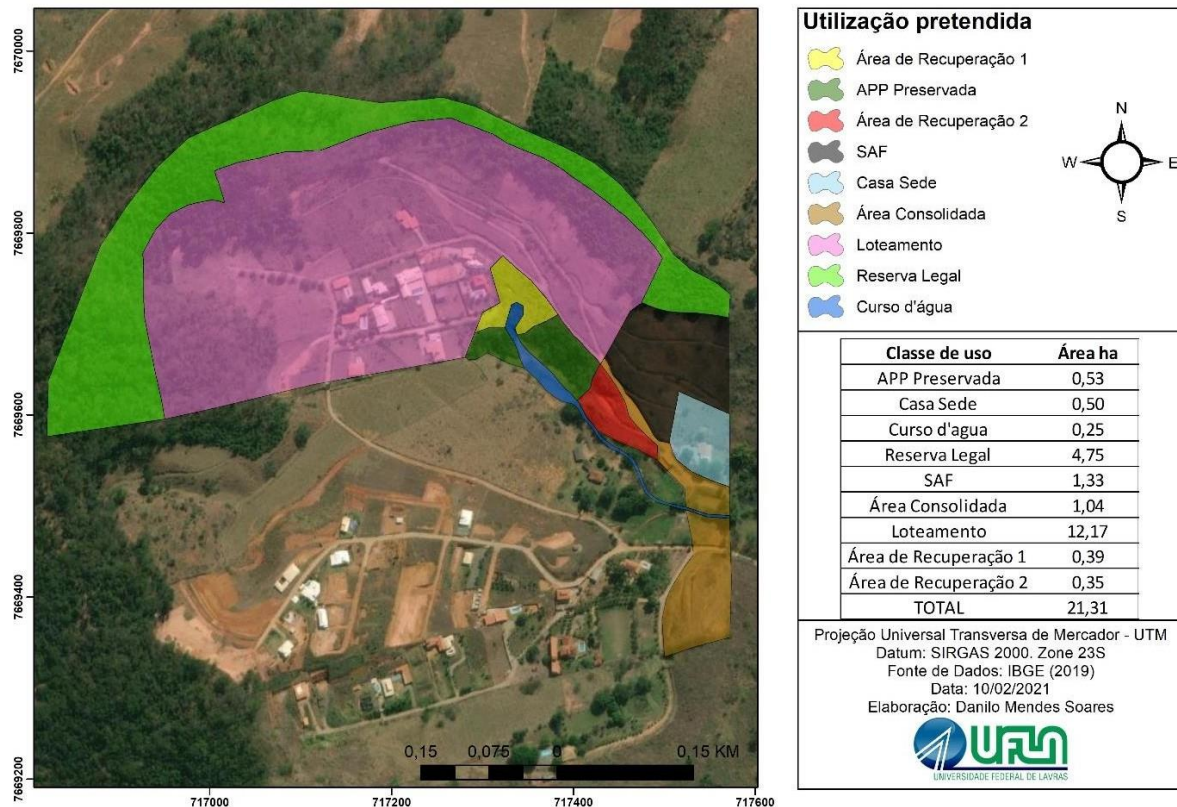 7670000
7669800
7669600
7669400
7669200
717000
717200
717400
717600
0,15
0,075
0
0,15 KM
Utilização pretendida
Área de Recuperação 1
APP Preservada
Área de Recuperação 2
SAF
Casa Sede
Área Consolidada
Loteamento
Reserva Legal
Curso d'água
N
W
E
S
Classe de uso Área ha
APP Preservada 0,53
Casa Sede 0,50
Curso d'agua 0,25
Reserva Legal 4,75
SAF 1,33
Área Consolidada 1,04
Loteamento 12,17
Área de Recuperação 1 0,39
Área de Recuperação 2 0,35
TOTAL 21,31
Projeção Universal Transversa de Mercador - UTM
Datum: SIRGAS 2000. Zone 23S
Fonte de Dados: IBGE (2019)
Data: 10/02/2021
Elaboração: Danilo Mendes Soares
UFLA
UNIVERSIDADE FEDERAL DE LAVRAS